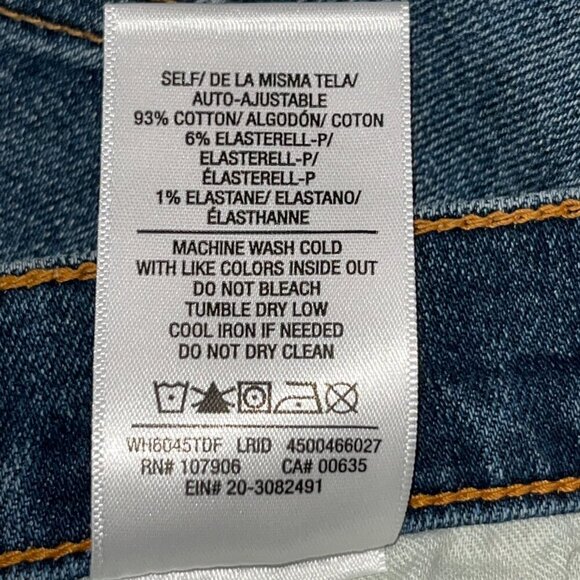 SELF/ DE LA MISMA TELA/
AUTO-AJUSTABLE
93% COTTON/ ALGODÓN/ COTON
6% ELASTERELL-P/
ELASTERELL-P/
ÉLASTERELL-P
1% ELASTANE/ ELASTANO/
ÉLASTHANNE
MACHINE WASH COLD
WITH LIKE COLORS INSIDE OUT
DO NOT BLEACH
TUMBLE DRY LOW
COOL IRON IF NEEDED
DO NOT DRY CLEAN
WH6045TDF LRID 4500466027
RN# 107906 CA# 00635
EIN# 20-3082491